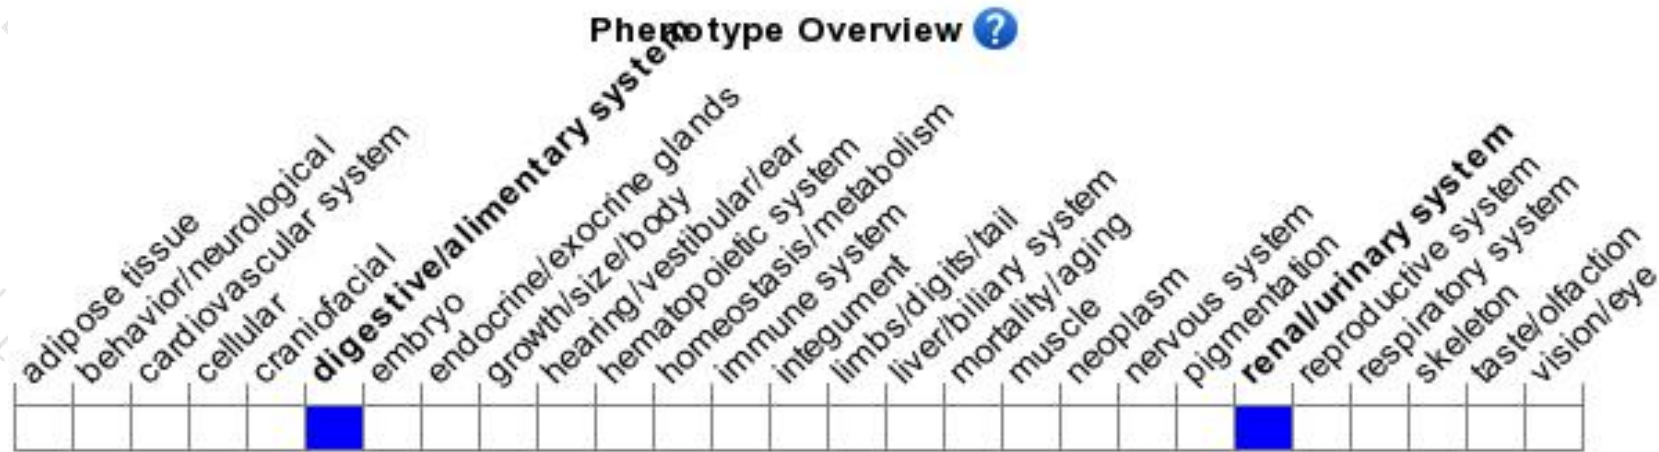 Phenotype Overview ?
adipose tissue
behavior/neurological
cardiovascular system
cellular
craniofacial
digestive/alimentary system
embryo
endocrine/exocrine glands
growth/size/body
hearing/vestibular/ear
hematopoietic system
homeostasis/metabolism
immune system
integument
limbs/digits/tail
liver/biliary system
mortality/aging
muscle
neoplasm
nervous system
pigmentation
renal/urinary system
reproductive system
respiratory system
skeleton
taste/olfaction
vision/eye